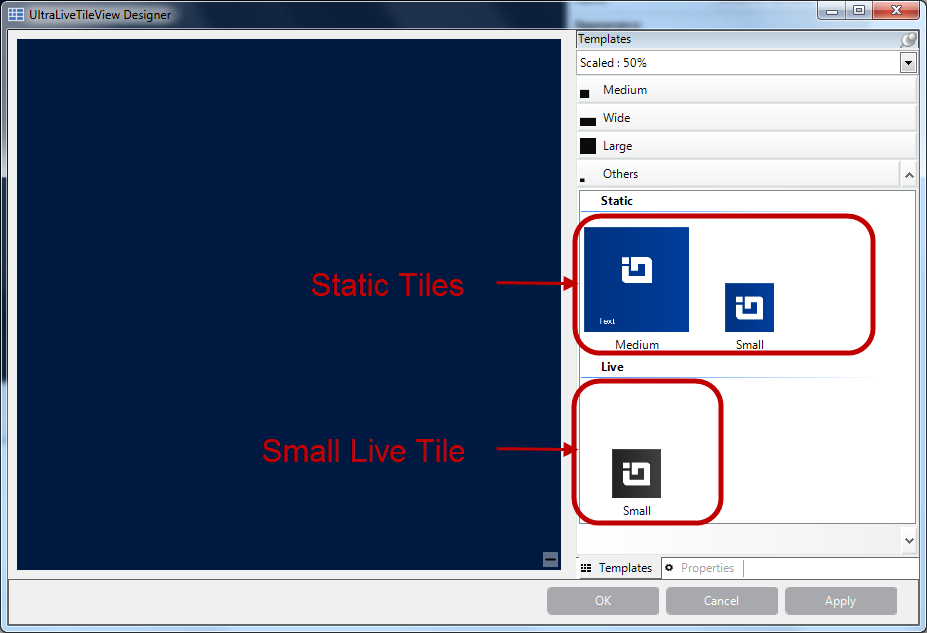 UltraLiveTileView Designer
Templates
Scaled : 50%
Medium
Wide
Large
Others
Static
Static Tiles
Text
Medium
Small
Live
Small Live Tile
Small
Templates
Properties
OK
Cancel
Apply